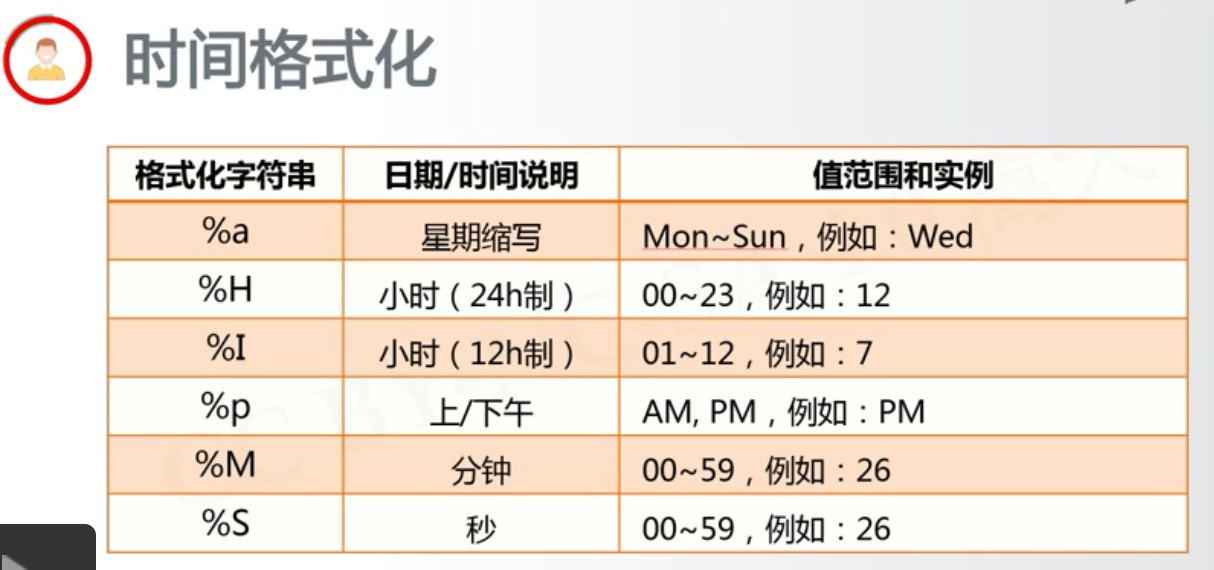 时间格式化
格式化字符串 日期/时间说明 值范围和实例
%a 星期缩写 Mon~Sun，例如：Wed
%H 小时（24h制） 00~23，例如：12
%I 小时（12h制） 01~12，例如：7
%p 上/下午 AM, PM，例如：PM
%M 分钟 00~59，例如：26
%S 秒 00~59，例如：26